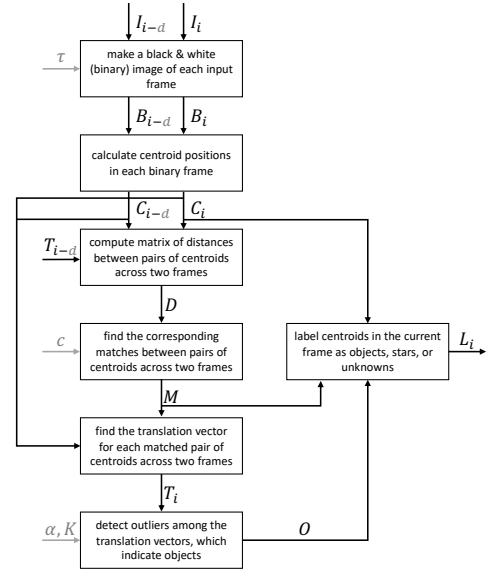 I_{i−d} I_i
τ
make a black & white
(binary) image of each input
frame
B_{i−d} B_i
calculate centroid positions
in each binary frame
C_{i−d} C_i
T_{i−d}
compute matrix of distances
between pairs of centroids
across two frames
D
c
find the corresponding
matches between pairs of
centroids across two frames
label centroids in the current
frame as objects, stars, or
unknowns
L_i
M
find the translation vector
for each matched pair of
centroids across two frames
T_i
α, K
detect outliers among the
translation vectors, which
indicate objects
O